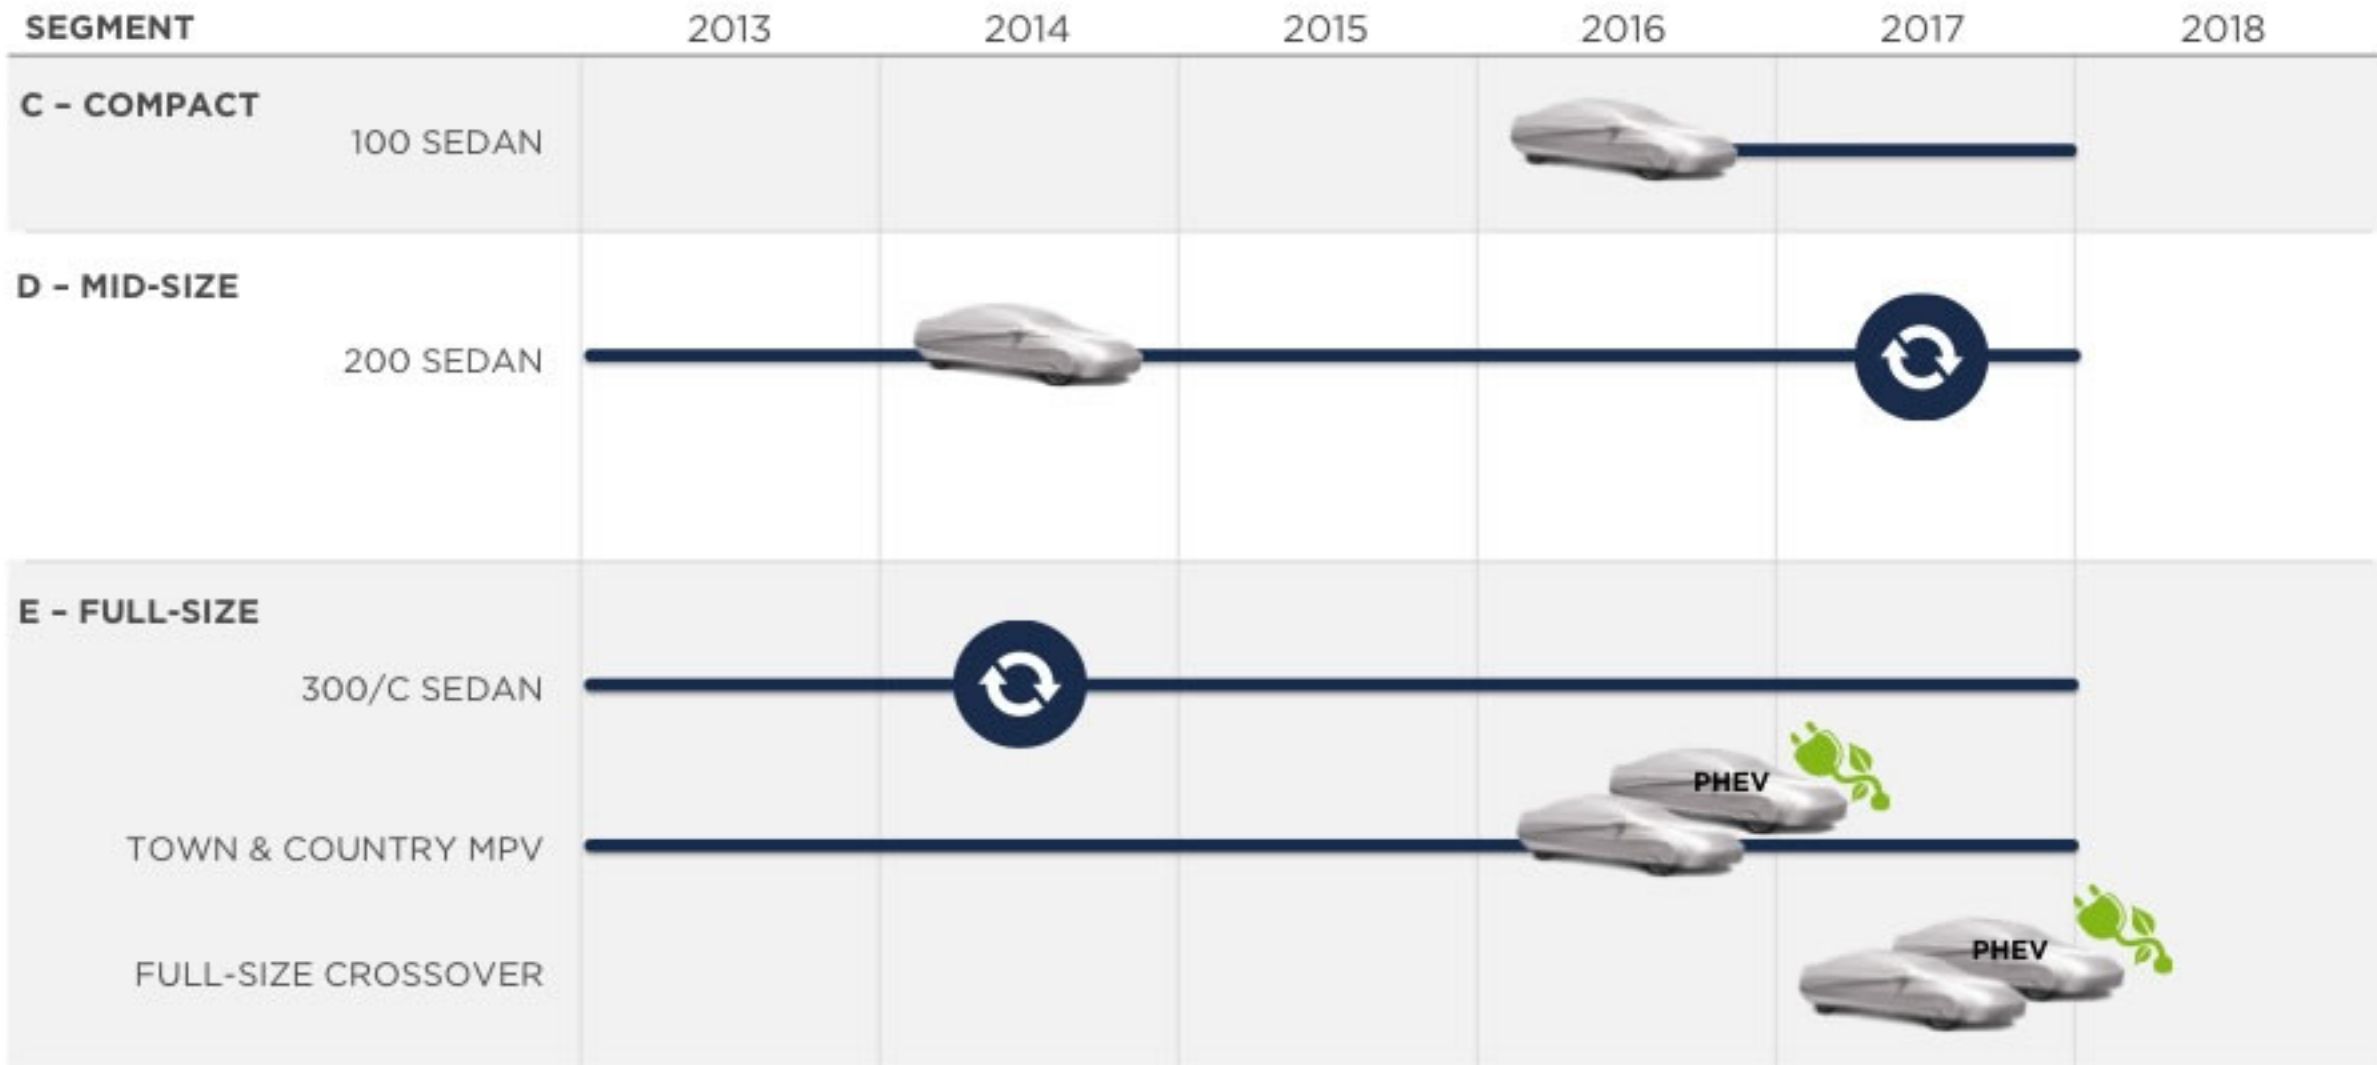 SEGMENT 2013 2014 2015 2016 2017 2018
C – COMPACT
100 SEDAN
D – MID-SIZE
200 SEDAN
E – FULL-SIZE
300/C SEDAN
PHEV
TOWN & COUNTRY MPV
PHEV
FULL-SIZE CROSSOVER